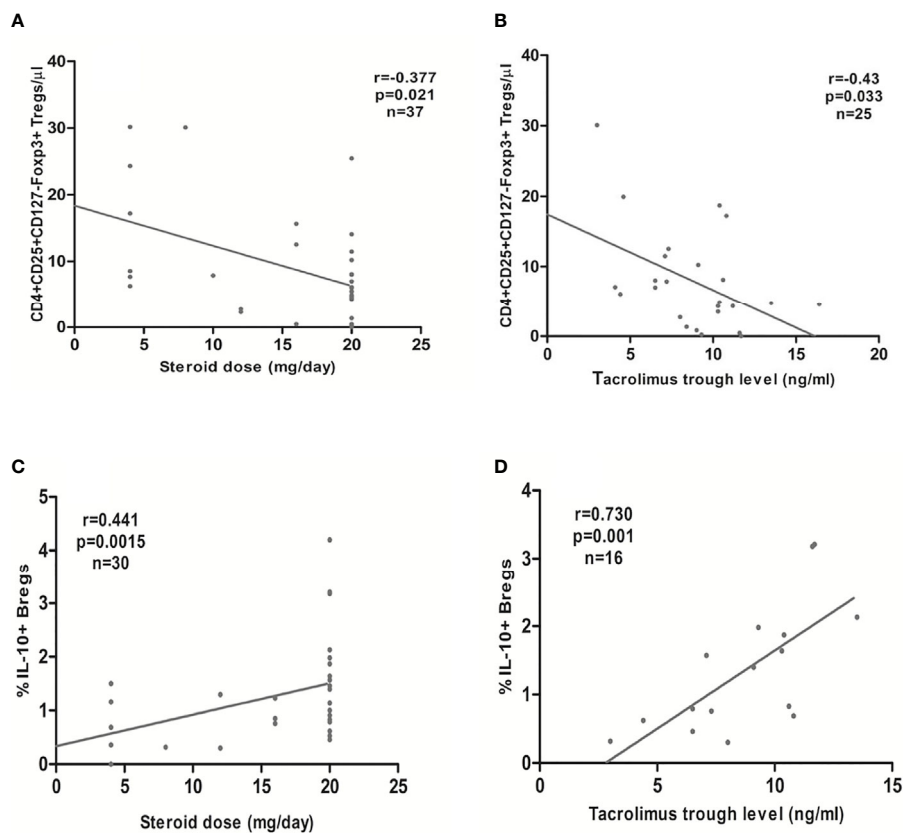 A
CD4+CD25+CD127-Foxp3+ Tregs/µl
40
30
20
10
0
r=-0.377
p=0.021
n=37
0 5 10 15 20 25
Steroid dose (mg/day)
B
CD4+CD25+CD127-Foxp3+ Tregs/µl
40
30
20
10
0
r=-0.43
p=0.033
n=25
0 5 10 15 20
Tacrolimus trough level (ng/ml)
C
%IL-10+ Bregs
5
4
3
2
1
0
r=0.441
p=0.0015
n=30
0 5 10 15 20 25
Steroid dose (mg/day)
D
%IL-10+ Bregs
4
3
2
1
0
r=0.730
p=0.001
n=16
0 5 10 15
Tacrolimus trough level (ng/ml)